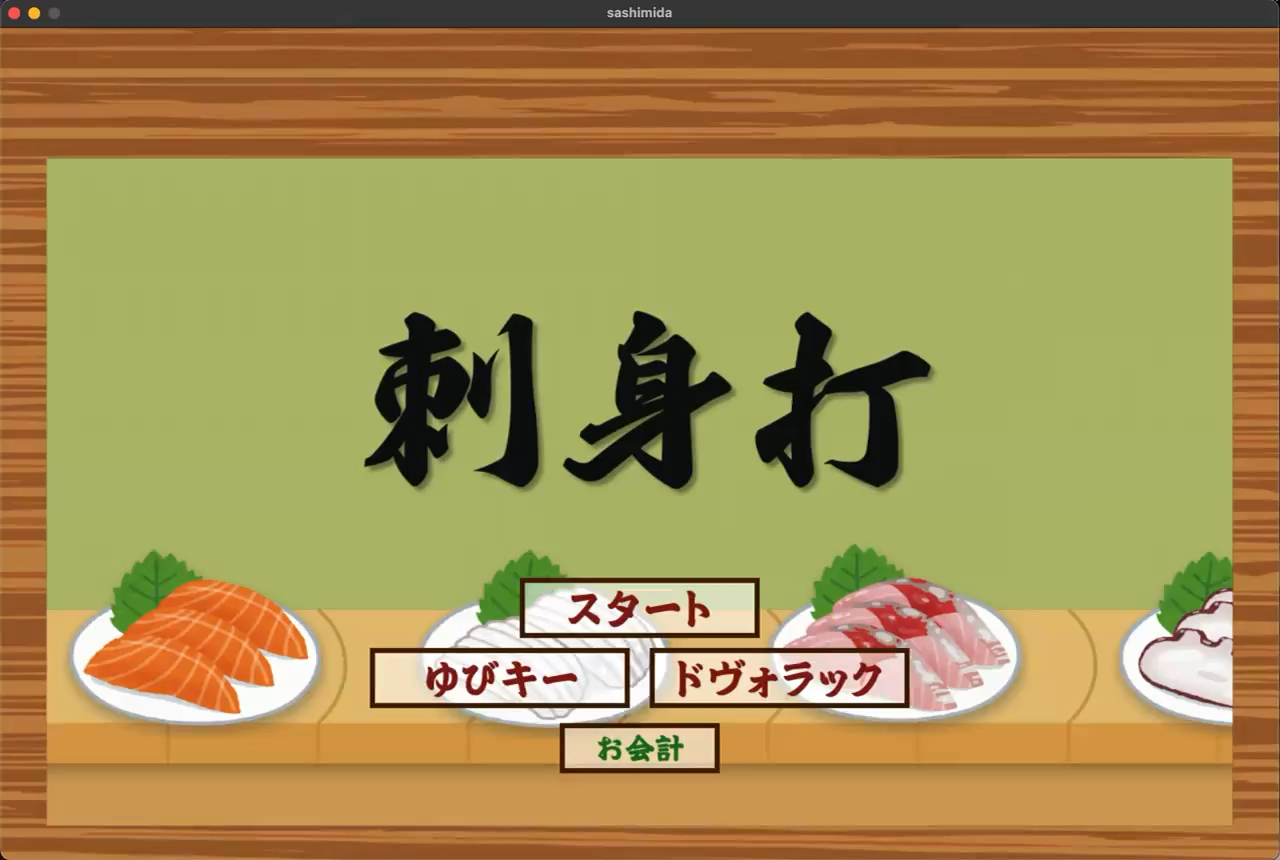 sashimida
刺身打
スタート
ゆびキー
ドヴォラック
お会計